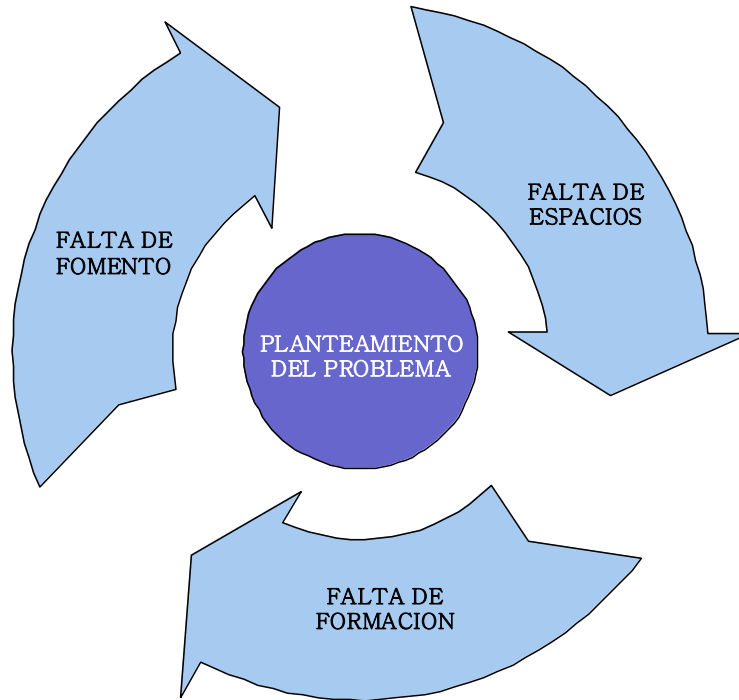 FALTA DE
ESPACIOS
FALTA DE
FOMENTO
PLANTEAMIENTO
DEL PROBLEMA
FALTA DE
FORMACION